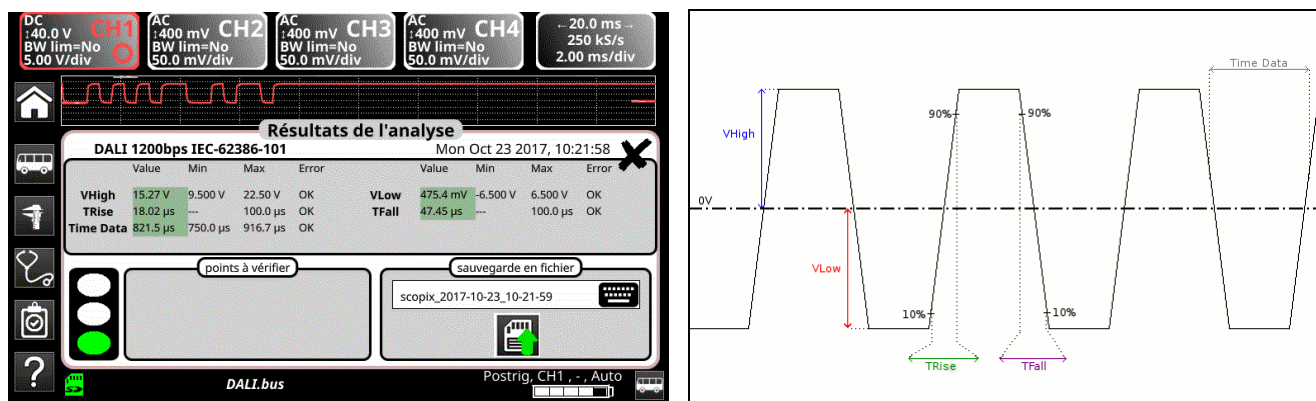 DC
↕40.0 V CH1
BW lim=No
5.00 V/div
AC
↕400 mV CH2
BW lim=No
50.0 mV/div
AC
↕400 mV CH3
BW lim=No
50.0 mV/div
AC
↕400 mV CH4
BW lim=No
50.0 mV/div
←20.0 ms→
250 kS/s
2.00 ms/div
Résultats de l'analyse
DALI 1200bps IEC-62386-101 Mon Oct 23 2017, 10:21:58
Value Min Max Error Value Min Max Error
VHigh 15.27 V 9.500 V 22.50 V OK VLow 475.4 mV -6.500 V 6.500 V OK
TRise 18.02 µs --- 100.0 µs OK TFall 47.45 µs --- 100.0 µs OK
Time Data 821.5 µs 750.0 µs 916.7 µs OK
points à vérifier
sauvegarde en fichier
scopix_2017-10-23_10-21-59
?
DALI.bus
Postrig, CH1 , - , Auto
Time Data
VHigh
90%
90%
0V
VLow
10%
10%
TRise
TFall